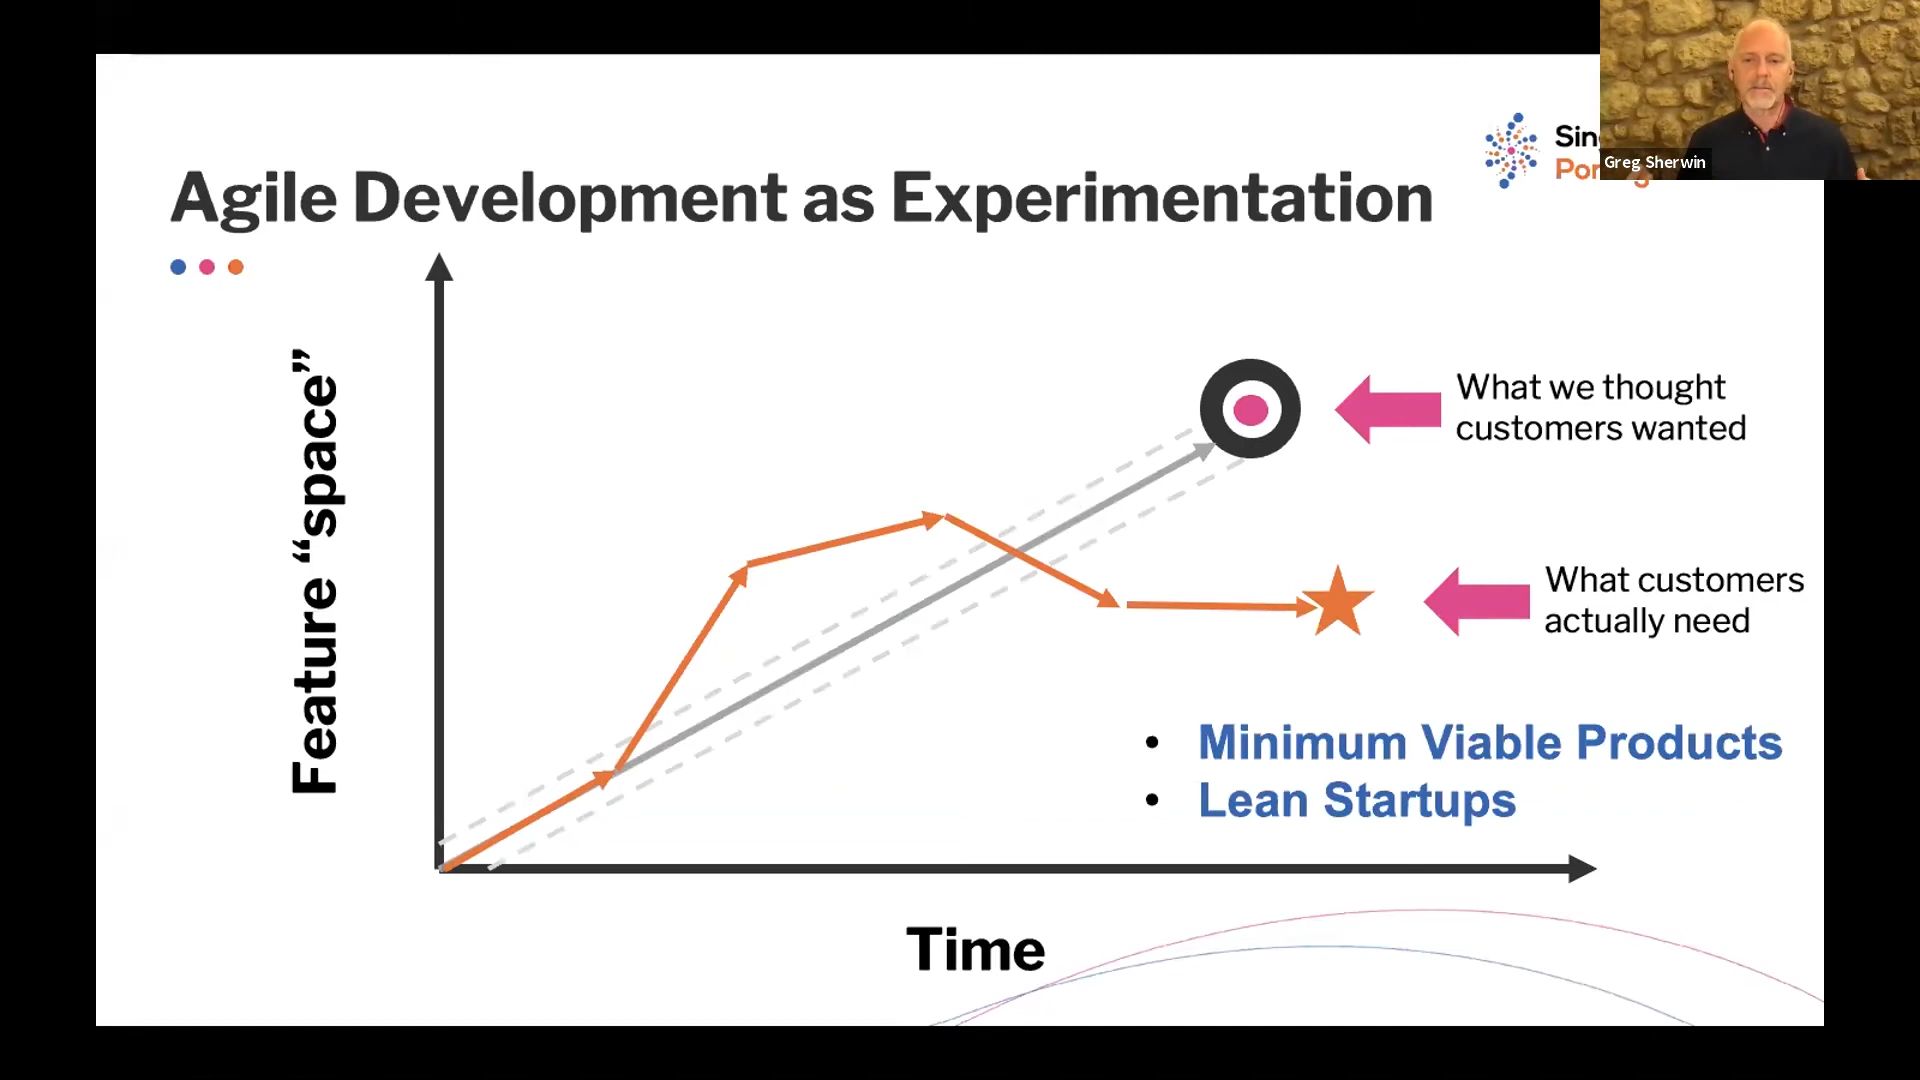 Agile Development as Experimentation
Greg Sherwin
Feature “space”
What we thought
customers wanted
What customers
actually need
• Minimum Viable Products
• Lean Startups
Time